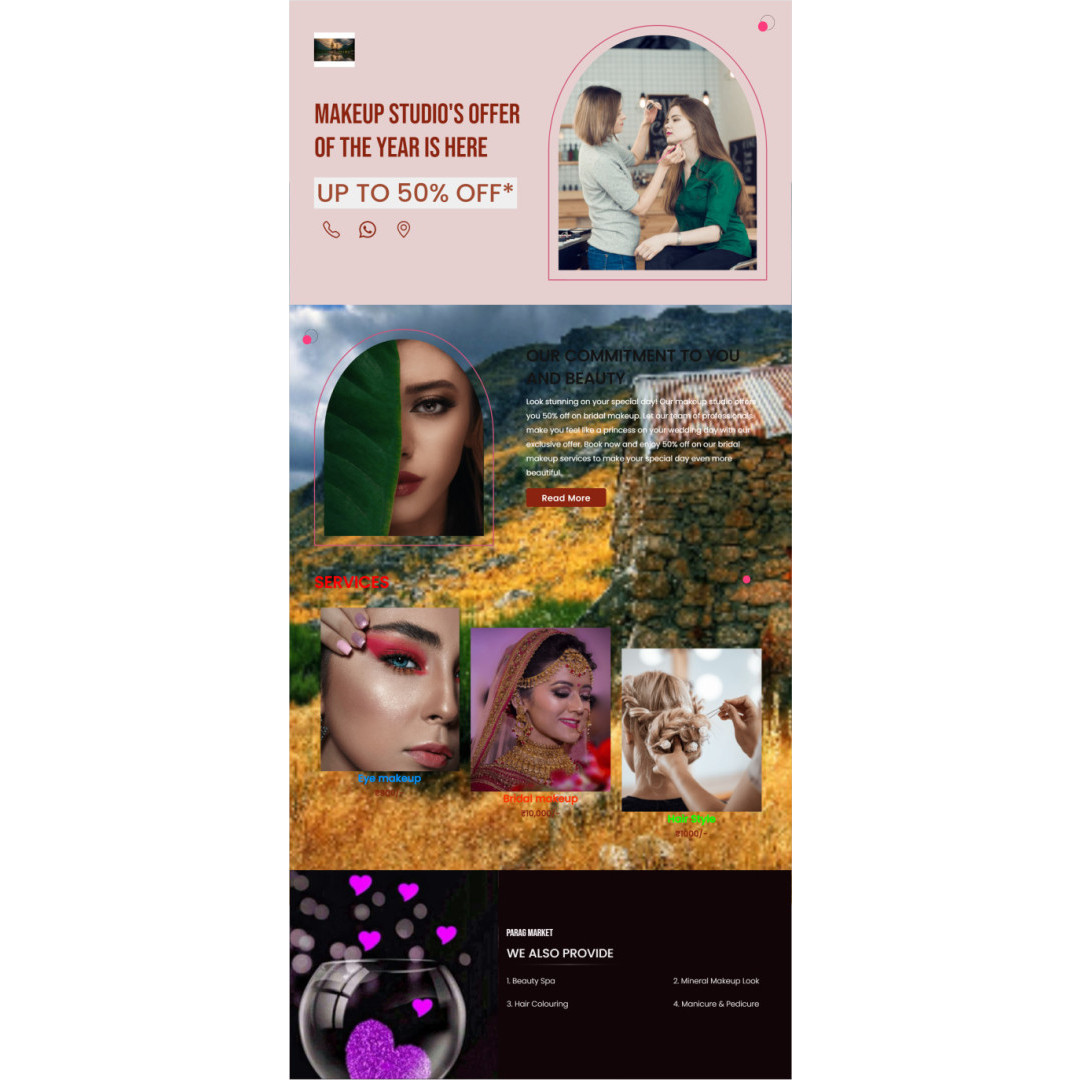 MAKEUP STUDIO'S OFFER
OF THE YEAR IS HERE
UP TO 50% OFF*
OUR COMMITMENT TO YOU
AND BEAUTY
Look stunning on your special day! Our makeup studio offers
you 50% off on bridal makeup. Let our team of professionals
make you feel like a princess on your wedding day with our
exclusive offer. Book now and enjoy 50% off on our bridal
makeup services to make your special day even more
beautiful.
Read More
SERVICES
Eye makeup
Bridal makeup
₹10,000/-
Hair Style
₹1000/-
PARAG MARKET
WE ALSO PROVIDE
1. Beauty Spa
2. Mineral Makeup Look
3. Hair Colouring
4. Manicure & Pedicure